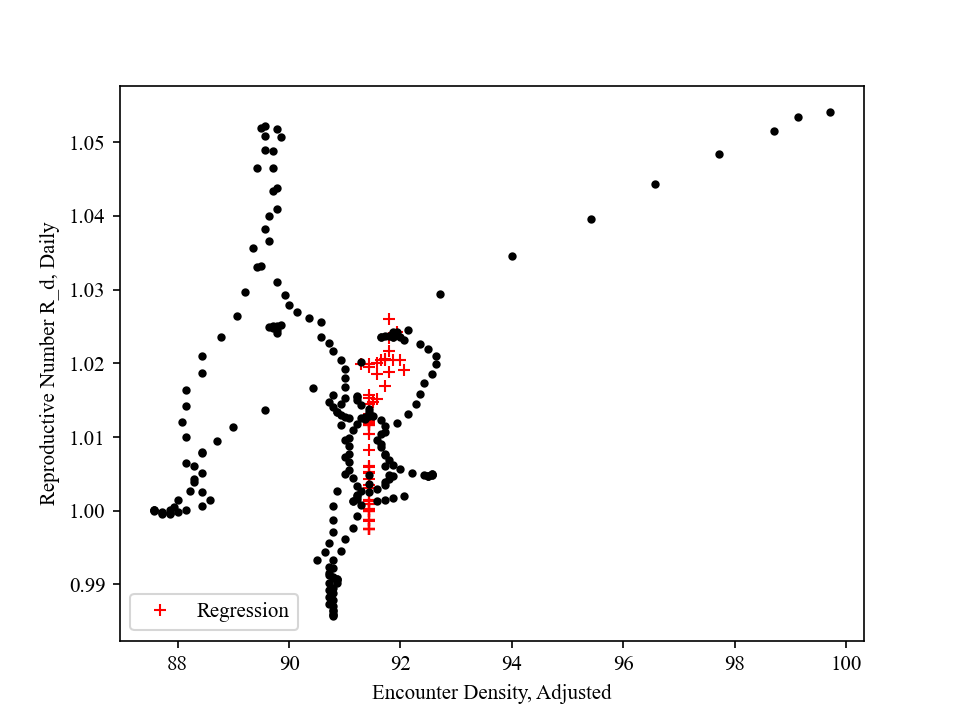 1.05
1.04
1.03
1.02
1.01
1.00
0.99
Reproductive Number R_d, Daily
Regression
88 90 92 94 96 98 100
Encounter Density, Adjusted